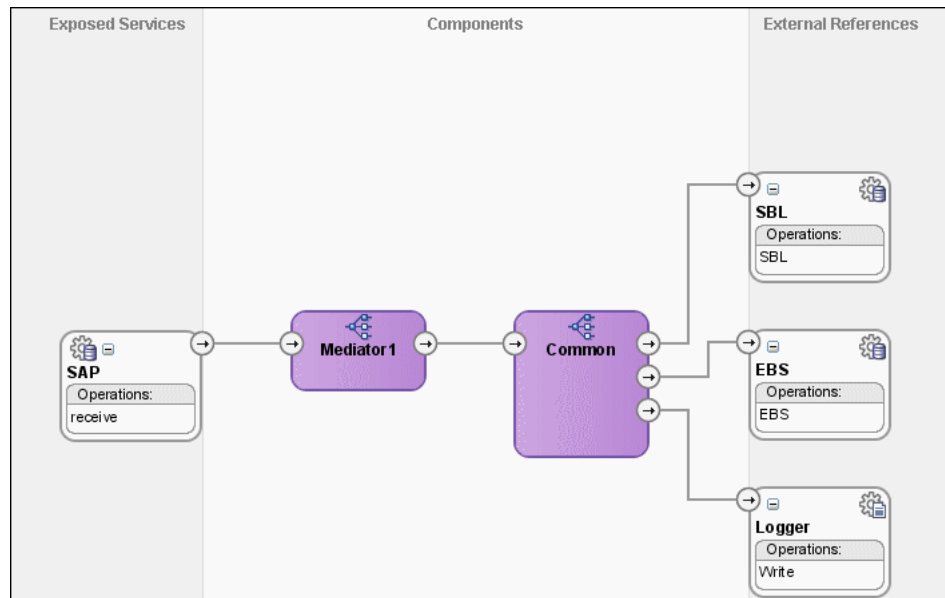 Exposed Services
Components
External References
SBL
Operations:
SBL
Mediator1
Common
SAP
Operations:
receive
EBS
Operations:
EBS
Logger
Operations:
Write